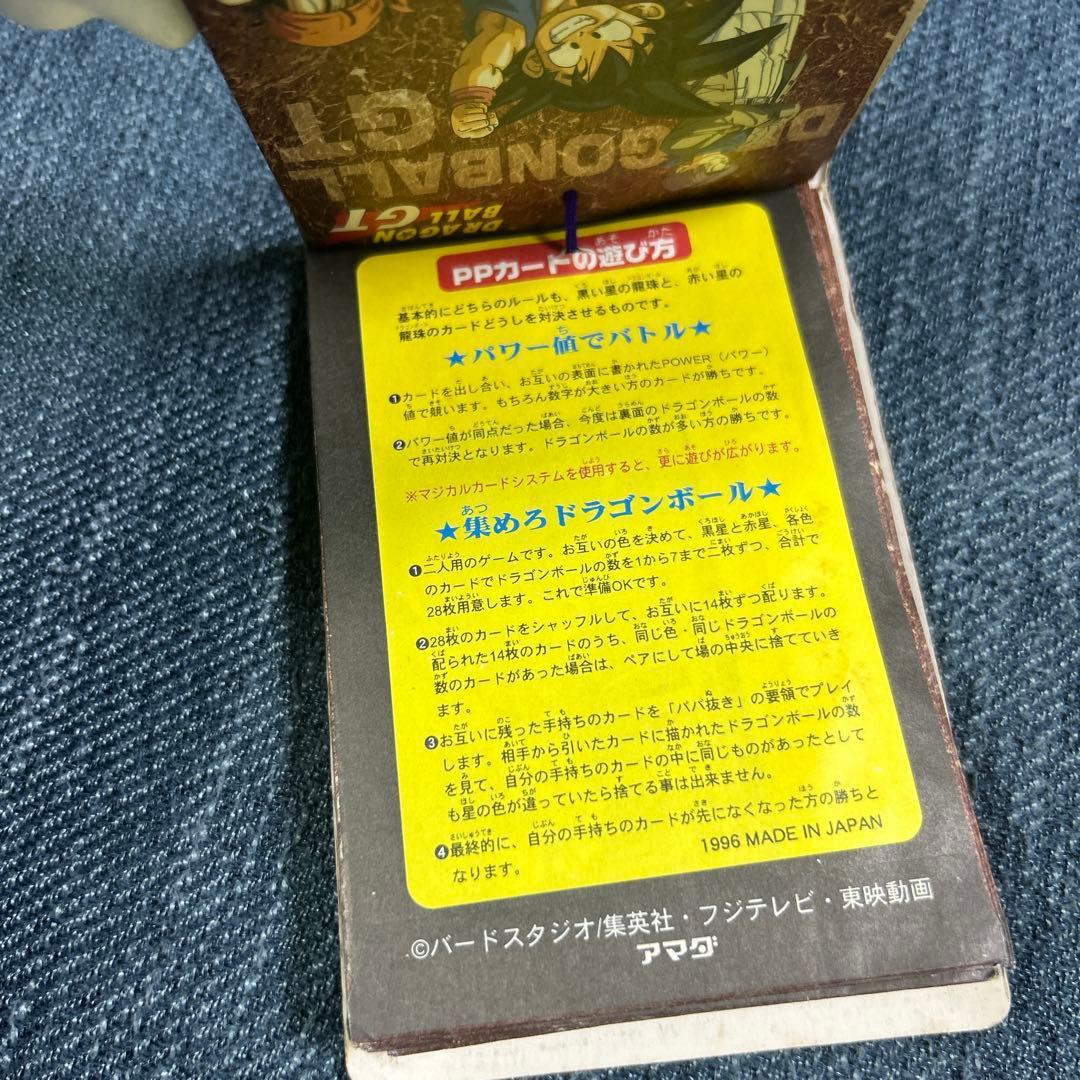 DRAGONBALL
GT
DRAGON
BALL GT
PPカードの遊び方
基本的にどちらのルールも、黒い星の龍珠と、赤い星の
龍珠のカードどうしを対決させるものです。
★パワー値でバトル★
❶カードを出し合い、お互いの表面に書かれたPOWER（パワー）
値で競います。もちろん数字が大きい方のカードが勝ちです。
❷パワー値が同点だった場合、今度は裏面のドラゴンボールの数
で再対決となります。ドラゴンボールの数が多い方の勝ちです。
※マジカルカードシステムを使用すると、更に遊びが広がります。
★集めろドラゴンボール★
❶二人用のゲームです。お互いの色を決めて、黒星と赤星、各色
のカードでドラゴンボールの数を1から7まで二枚ずつ、合計で
28枚用意します。これで準備OKです。
❷28枚のカードをシャッフルして、お互いに14枚ずつ配ります。
配られた14枚のカードのうち、同じ色・同じドラゴンボールの
数のカードがあった場合は、ペアにして場の中央に捨てていき
ます。
❸お互いに残った手持ちのカードを「ババ抜き」の要領でプレイ
します。相手から引いたカードに描かれたドラゴンボールの数
を見て、自分の手持ちのカードの中に同じものがあったとして
も星の色が違っていたら捨てる事は出来ません。
❹最終的に、自分の手持ちのカードが先になくなった方の勝ちと
なります。
1996 MADE IN JAPAN
©バードスタジオ/集英社・フジテレビ・東映動画
アマダ